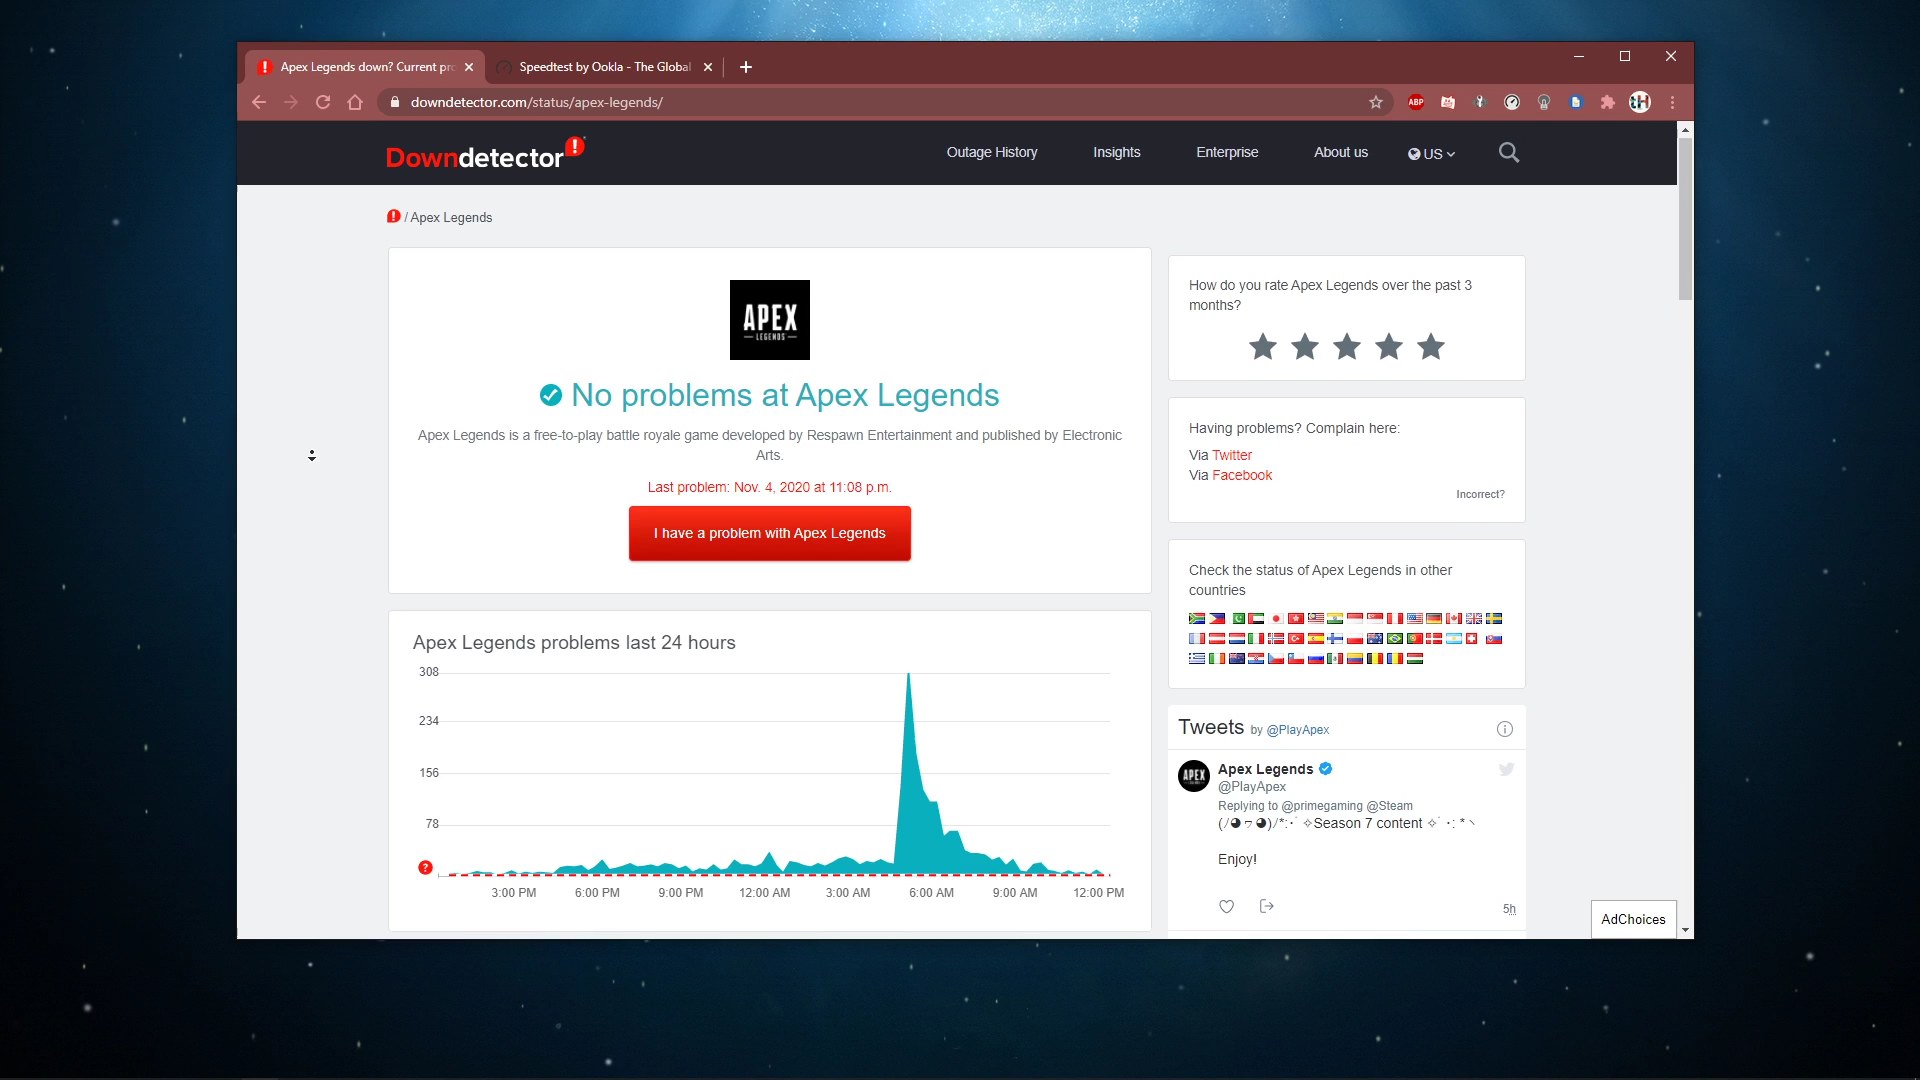 Apex Legends down? Current pr
Speedtest by Ookla - The Global
downdetector.com/status/apex-legends/
ABP
Downdetector
Outage History
Insights
Enterprise
About us
US
/ Apex Legends
APEX
LEGENDS
No problems at Apex Legends
Apex Legends is a free-to-play battle royale game developed by Respawn Entertainment and published by Electronic
Arts.
Last problem: Nov. 4, 2020 at 11:08 p.m.
I have a problem with Apex Legends
Apex Legends problems last 24 hours
308
234
156
78
3:00 PM 6:00 PM 9:00 PM 12:00 AM 3:00 AM 6:00 AM 9:00 AM 12:00 PM
How do you rate Apex Legends over the past 3
months?
Having problems? Complain here:
Via Twitter
Via Facebook
Incorrect?
Check the status of Apex Legends in other
countries
Tweets by @PlayApex
APEX
Apex Legends
@PlayApex
Replying to @primegaming @Steam
(ﾉ◕ヮ◕)ﾉ*:･ﾟ✧Season 7 content ✧ﾟ･: *ヽ
Enjoy!
5h
AdChoices